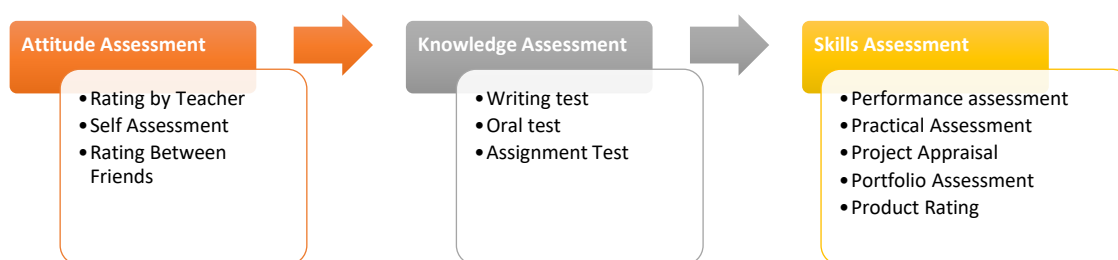 Attitude Assessment
•Rating by Teacher
•Self Assessment
•Rating Between
Friends
Knowledge Assessment
•Writing test
•Oral test
•Assignment Test
Skills Assessment
•Performance assessment
•Practical Assessment
•Project Appraisal
•Portfolio Assessment
•Product Rating